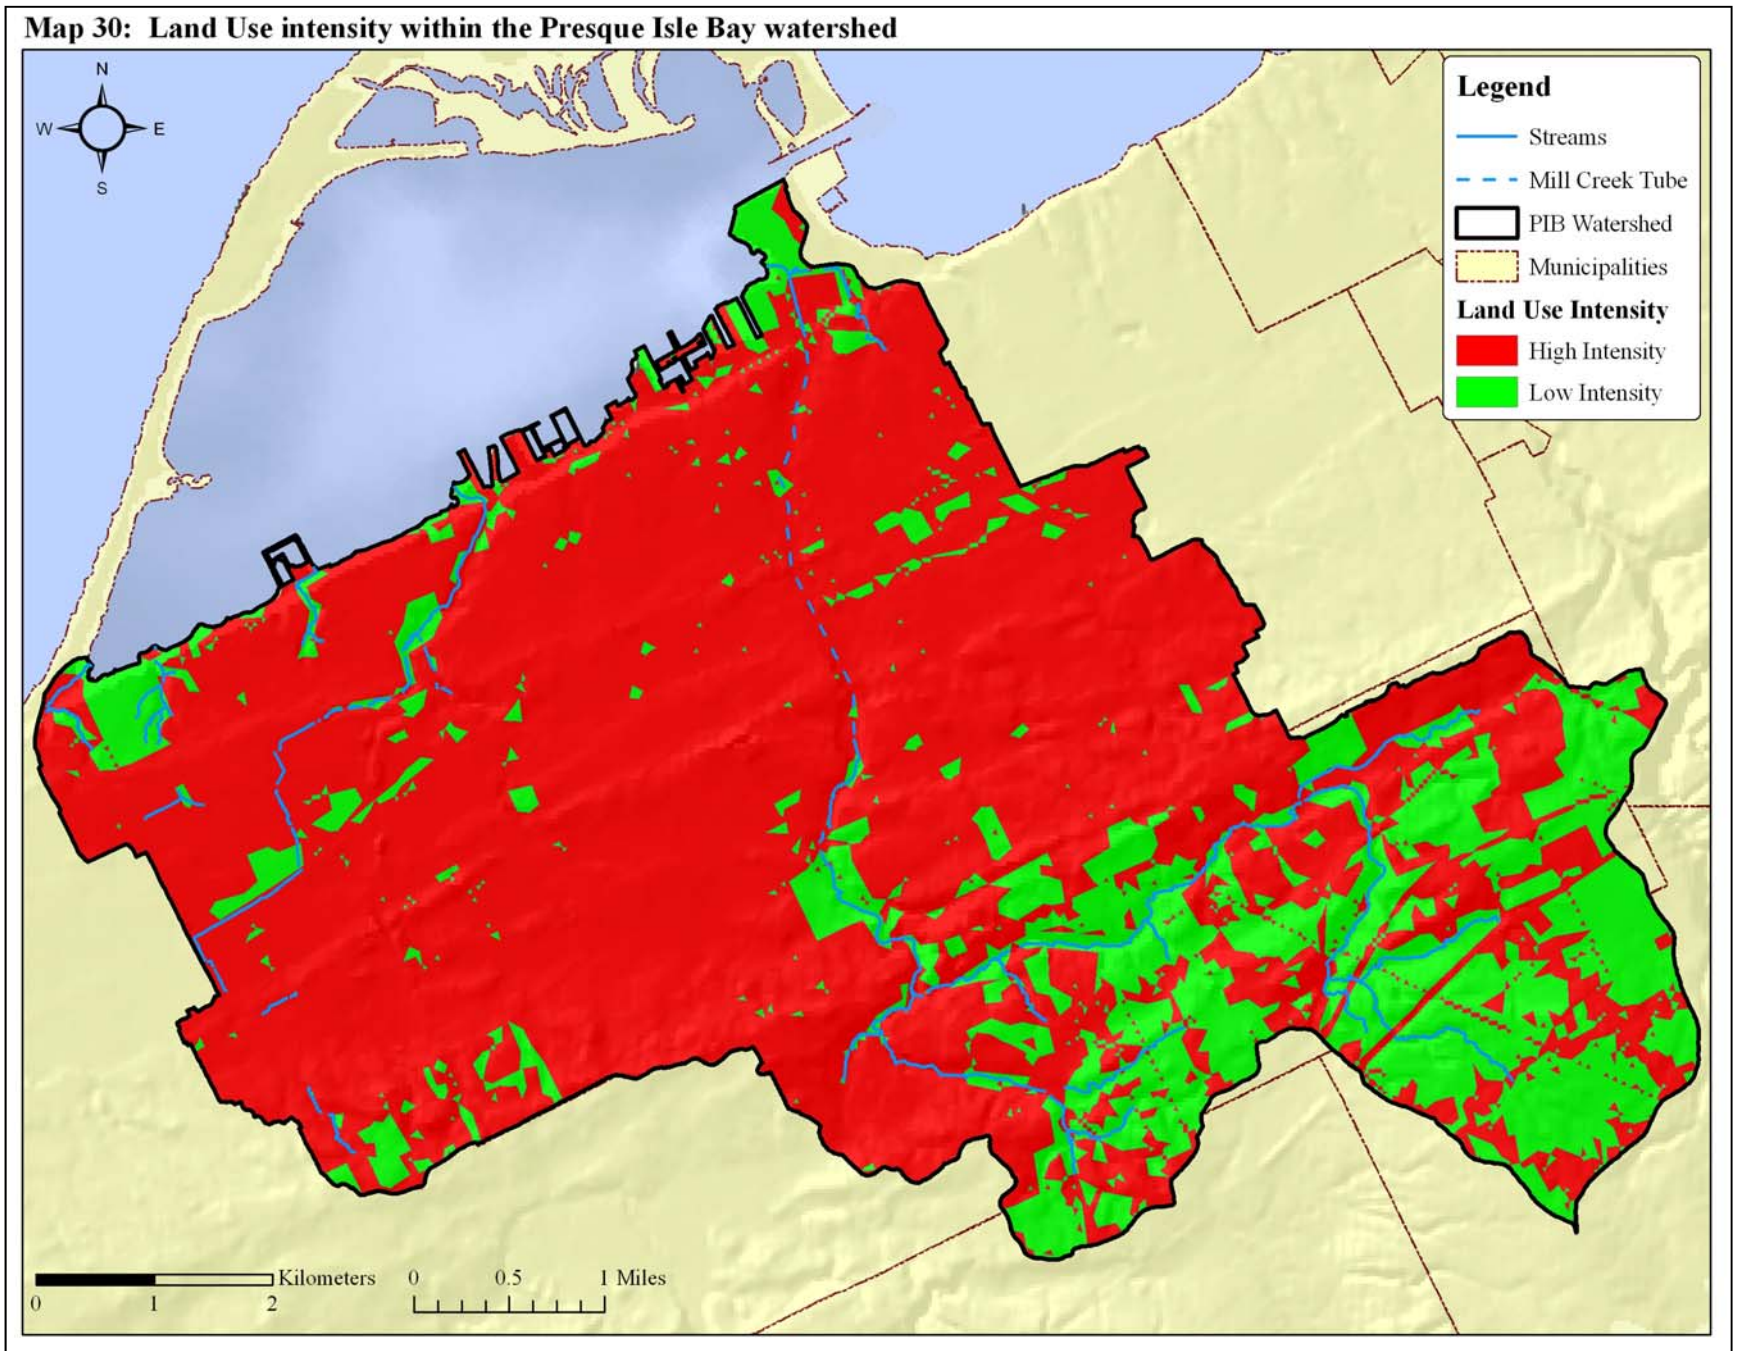 Map 30: Land Use intensity within the Presque Isle Bay watershed
N
W E
S
Legend
Streams
Mill Creek Tube
PIB Watershed
Municipalities
Land Use Intensity
High Intensity
Low Intensity
Kilometers
0 1 2
0 0.5 1 Miles